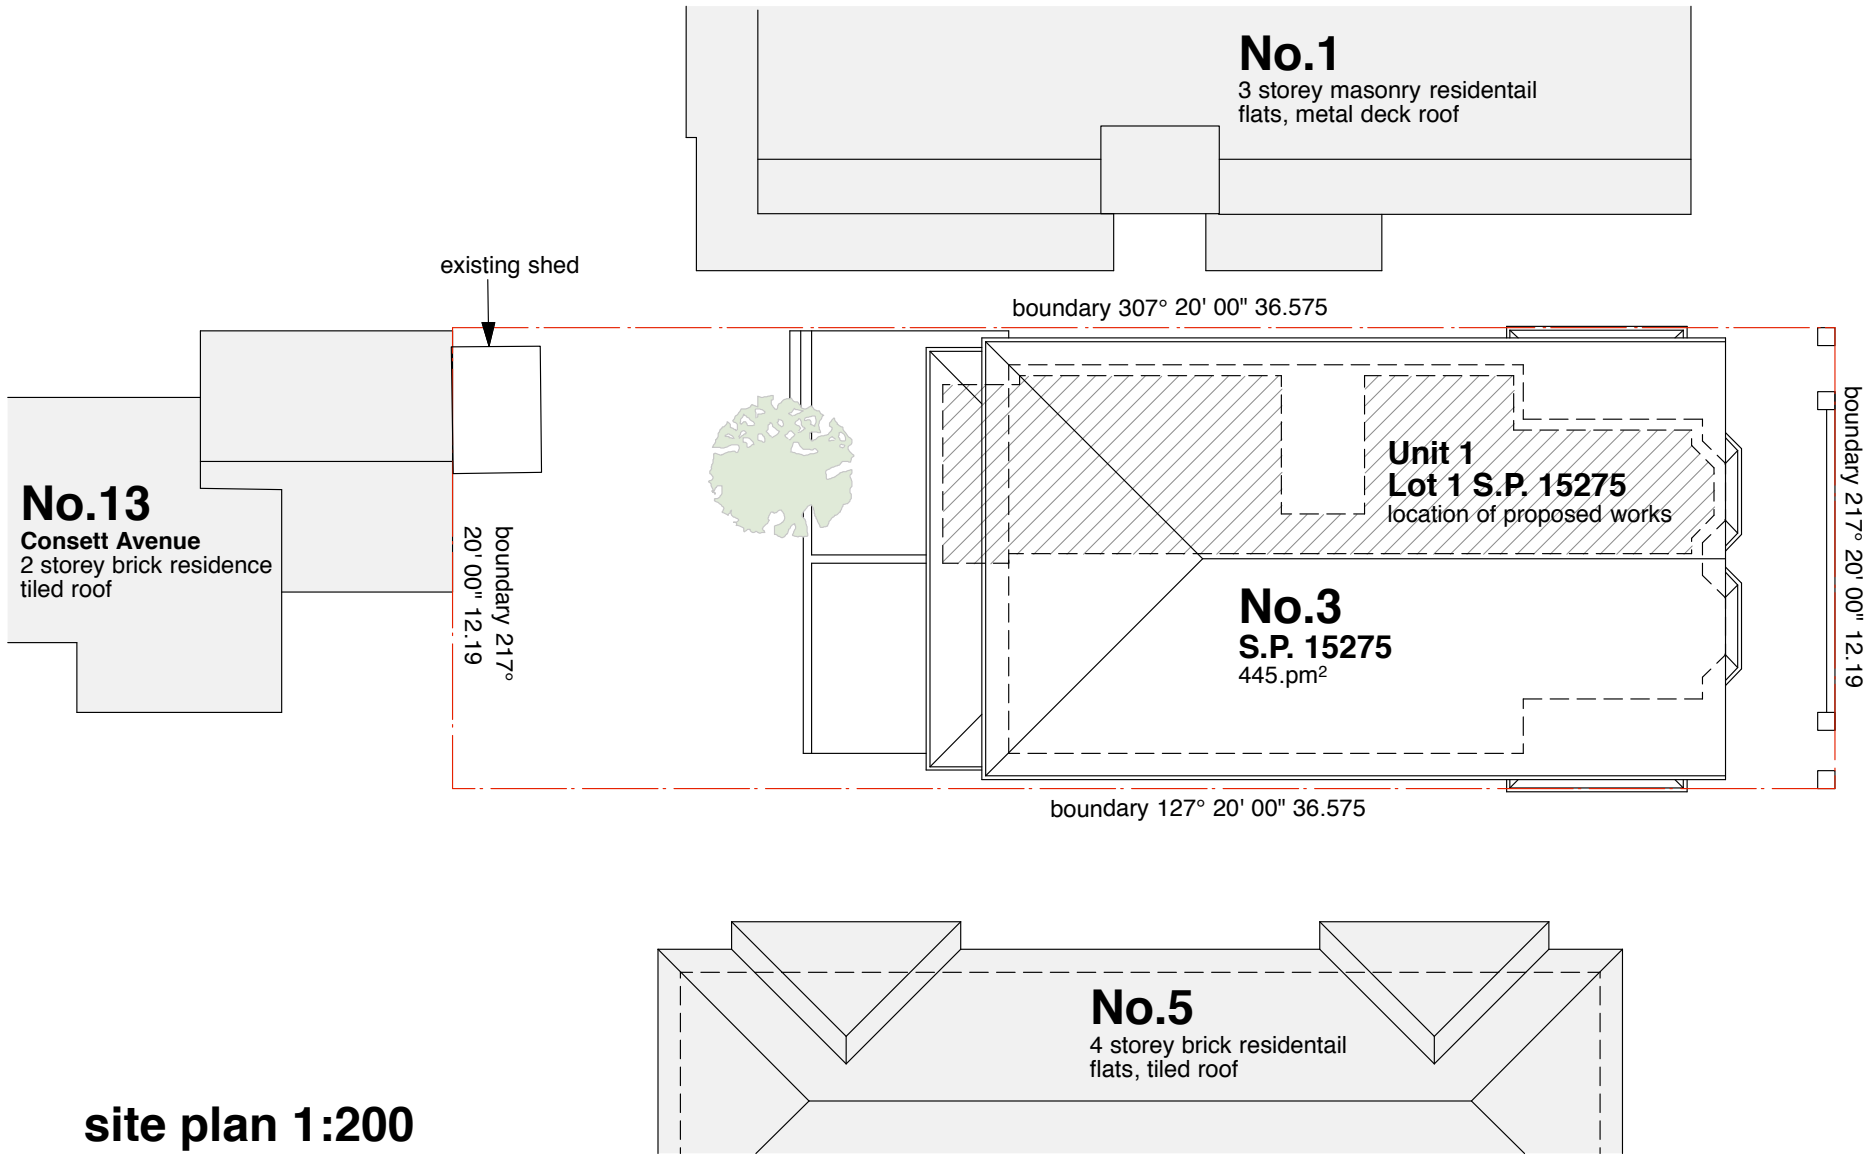 No.1
3 storey masonry residentail
flats, metal deck roof
existing shed
boundary 307° 20' 00" 36.575
No.13
Consett Avenue
2 storey brick residence
tiled roof
boundary 217°
20' 00" 12.19
Unit 1
Lot 1 S.P. 15275
location of proposed works
boundary 217° 20' 00" 12.19
No.3
S.P. 15275
445.pm²
boundary 127° 20' 00" 36.575
No.5
4 storey brick residentail
flats, tiled roof
site plan 1:200